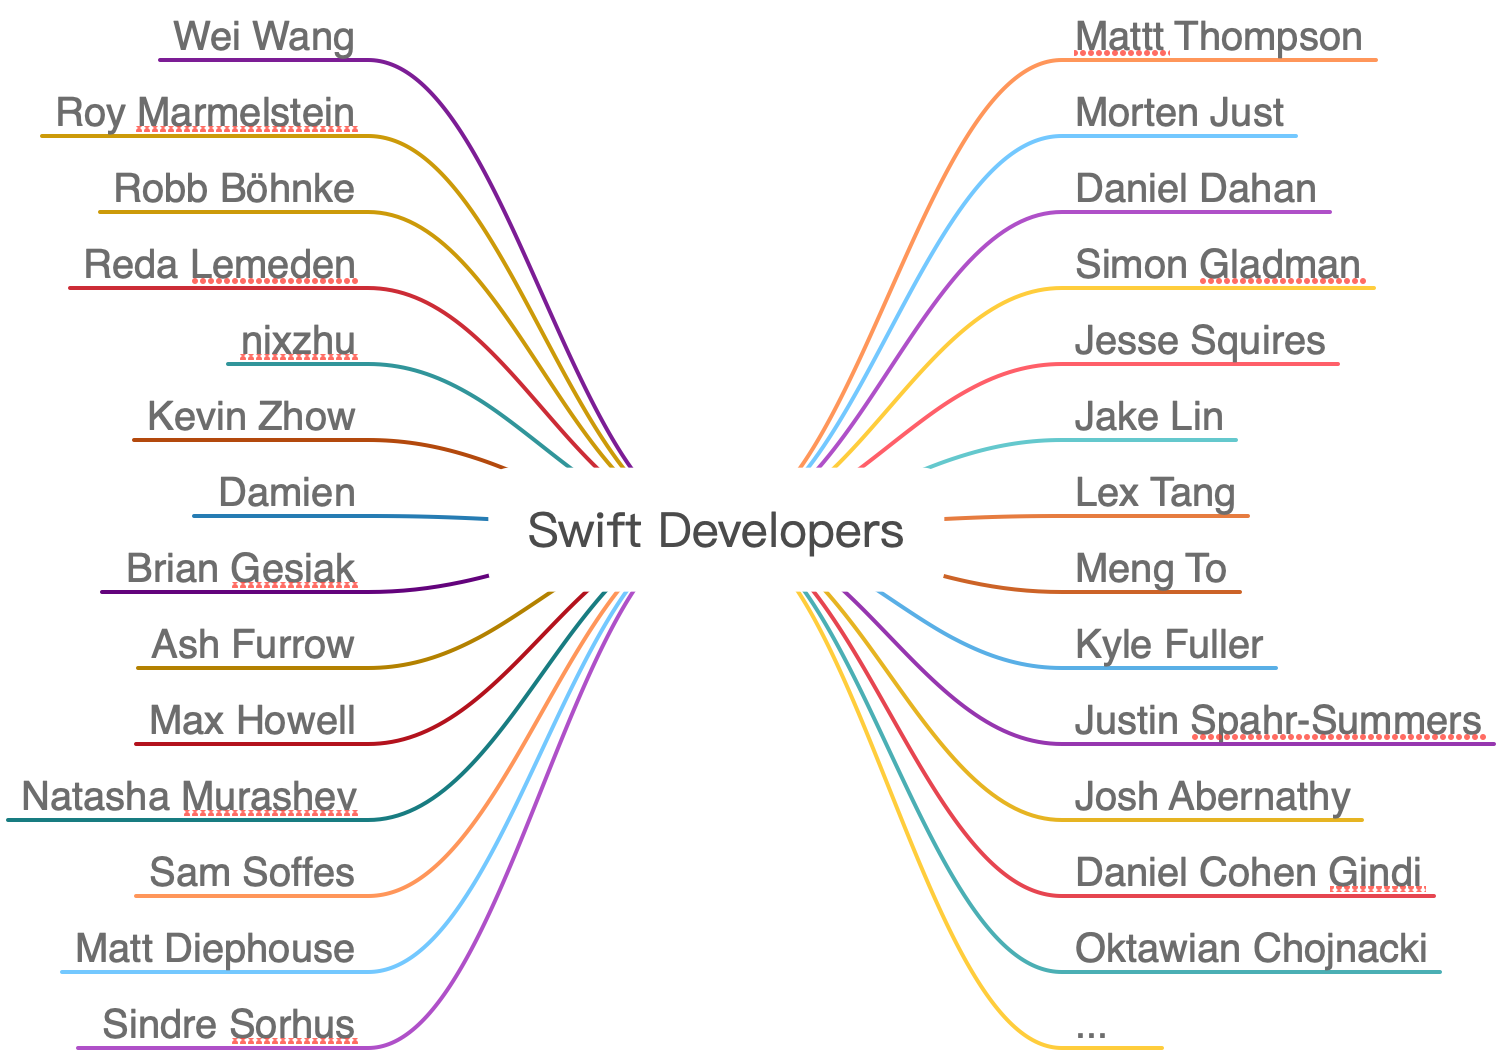 Swift Developers
Mattt Thompson
Morten Just
Daniel Dahan
Simon Gladman
Jesse Squires
Jake Lin
Lex Tang
Meng To
Kyle Fuller
Justin Spahr-Summers
Josh Abernathy
Daniel Cohen Gindi
Oktawian Chojnacki
...
Wei Wang
Roy Marmelstein
Robb Böhnke
Reda Lemeden
nixzhu
Kevin Zhow
Damien
Brian Gesiak
Ash Furrow
Max Howell
Natasha Murashev
Sam Soffes
Matt Diephouse
Sindre Sorhus